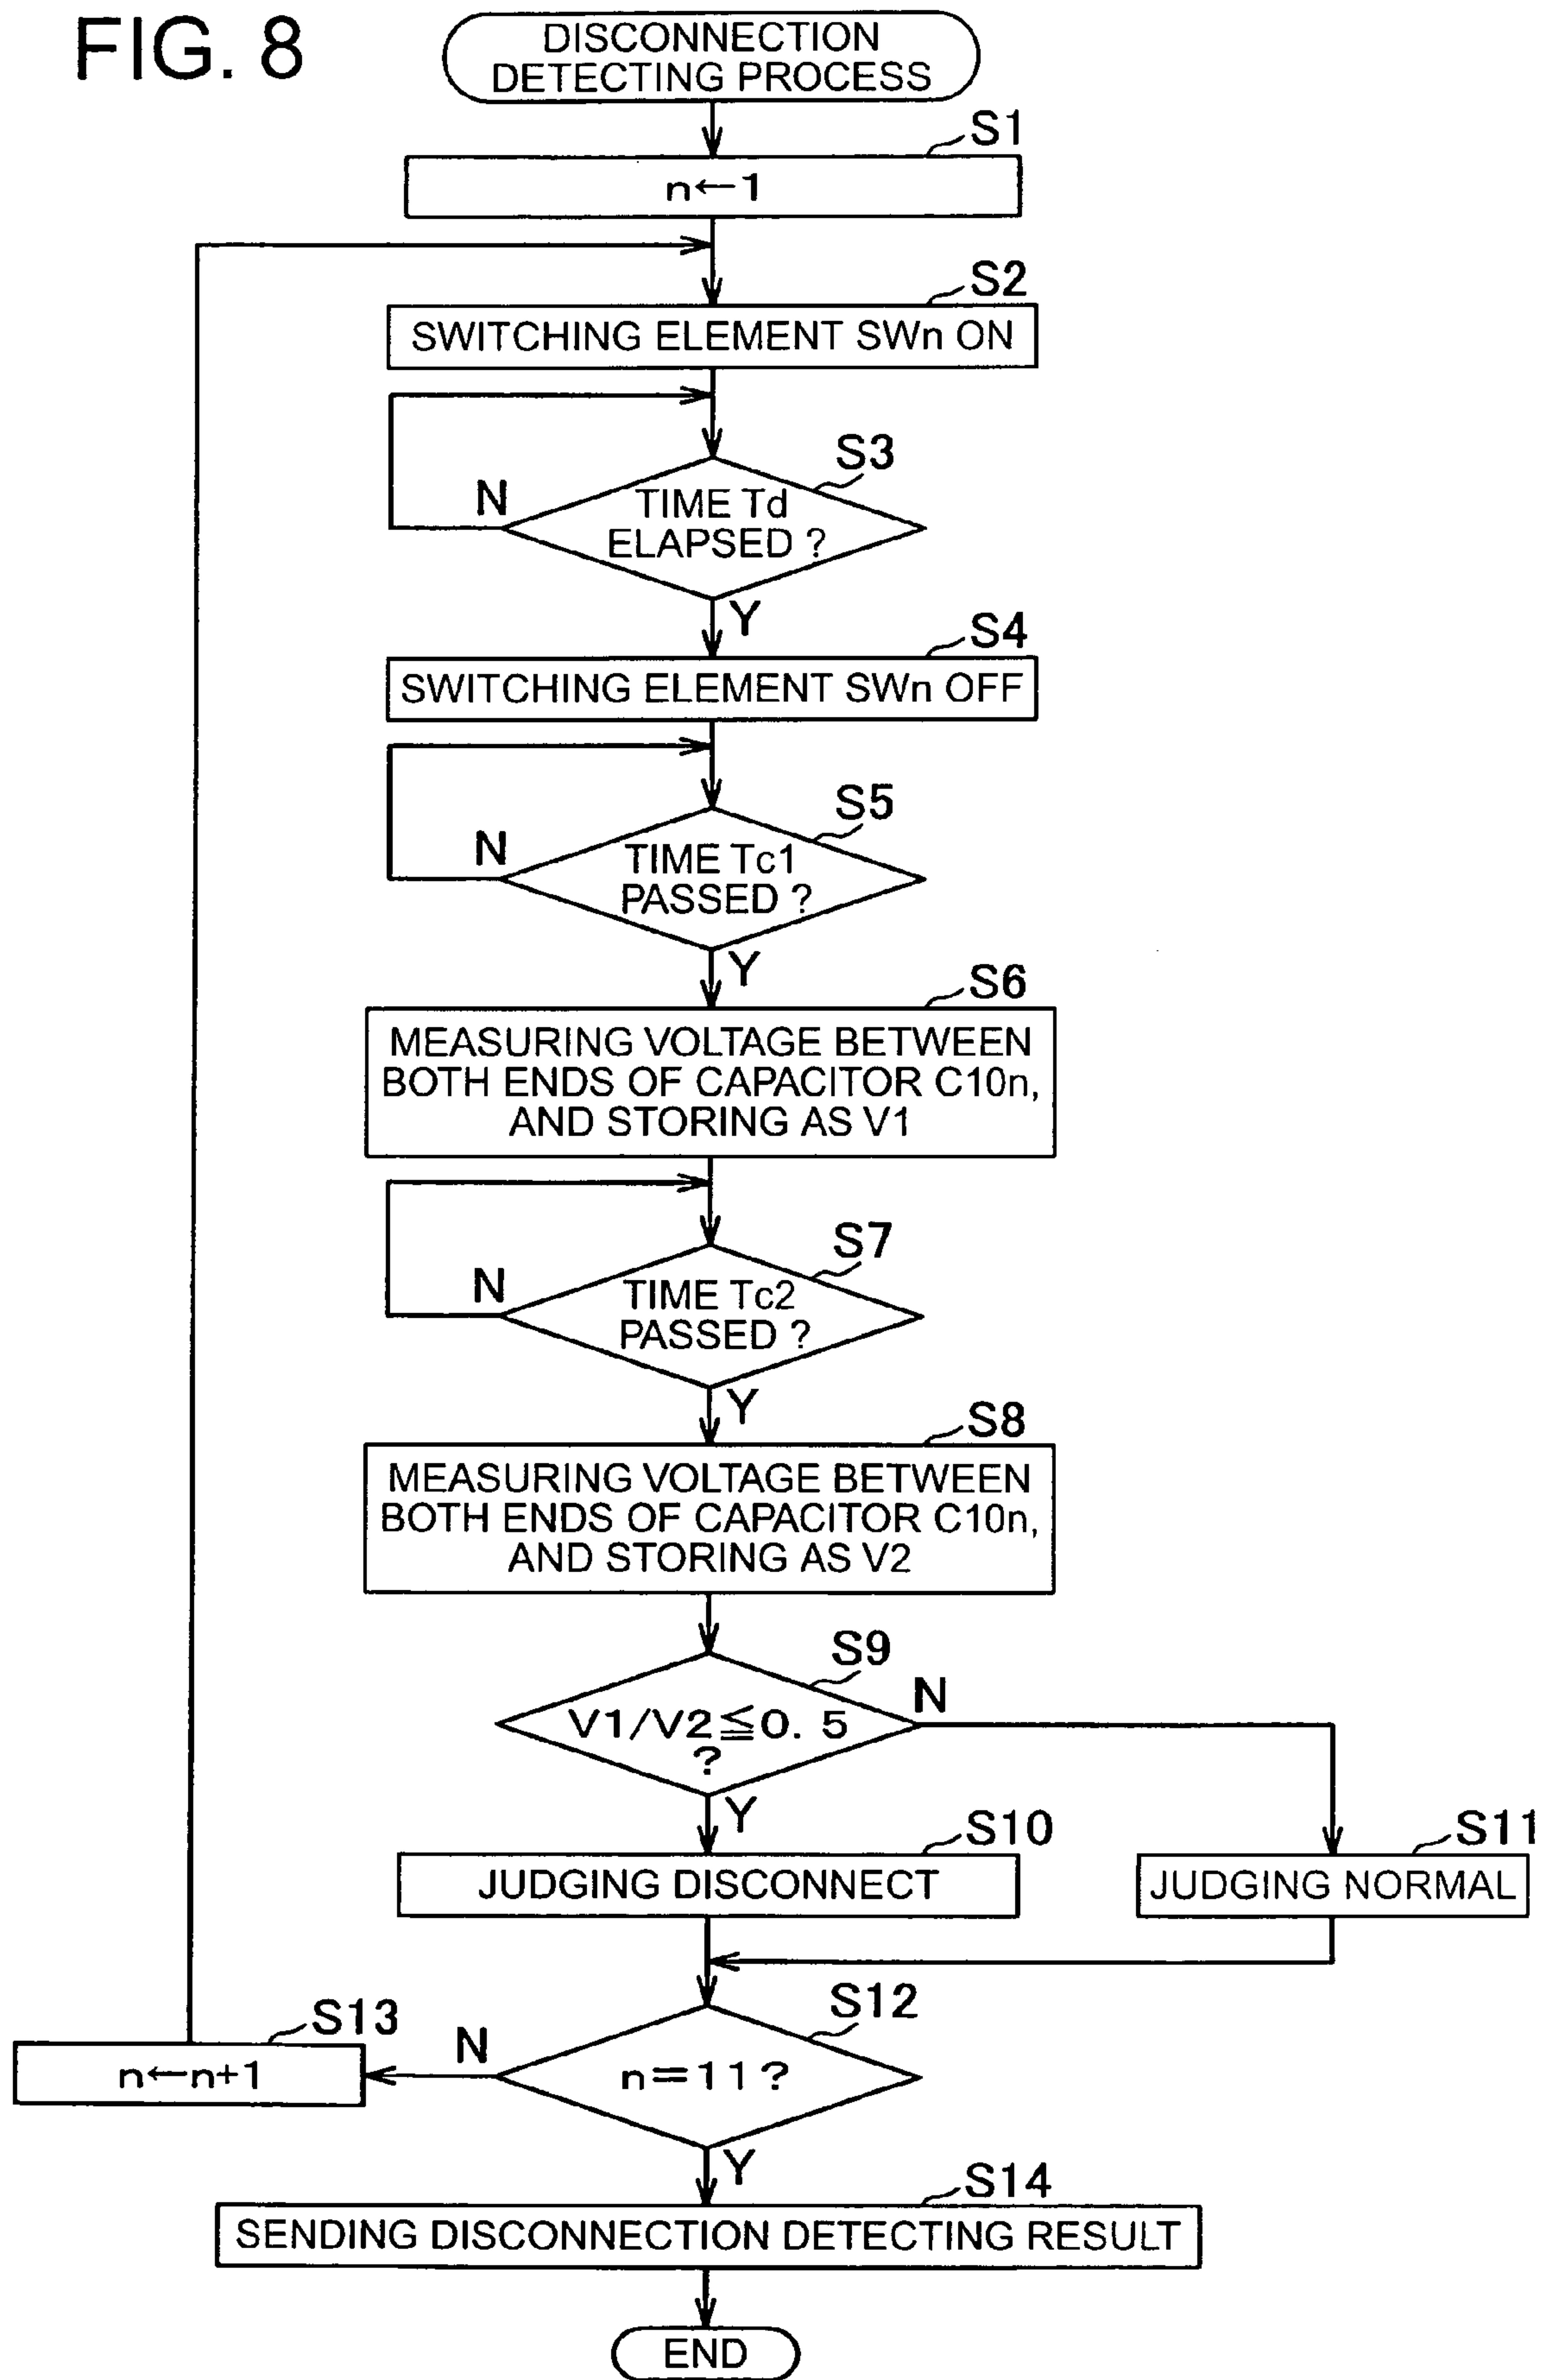 FIG. 8
DISCONNECTION
DETECTING PROCESS
S1
n←1
S2
SWITCHING ELEMENT SWn ON
S3
N
TIME Td
ELAPSED ?
Y
S4
SWITCHING ELEMENT SWn OFF
S5
N
TIME Tc1
PASSED ?
Y
S6
MEASURING VOLTAGE BETWEEN
BOTH ENDS OF CAPACITOR C10n,
AND STORING AS V1
S7
N
TIME Tc2
PASSED ?
Y
S8
MEASURING VOLTAGE BETWEEN
BOTH ENDS OF CAPACITOR C10n,
AND STORING AS V2
S9
N
V1/V2≦0. 5
?
Y
S10
S11
JUDGING DISCONNECT
JUDGING NORMAL
S12
S13
N
n=11?
n←n+1
Y
S14
SENDING DISCONNECTION DETECTING RESULT
END